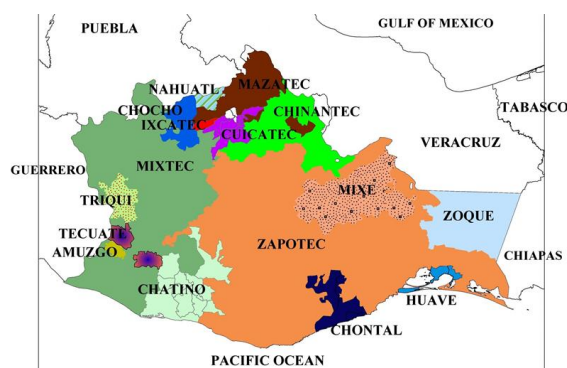 PUEBLA
GULF OF MEXICO
NAHUATL
MAZATEC
CHOCHO
CHINANTEC
TABASCO
IXCATEC
CUICATEC
VERACRUZ
MIXTEC
GUERRERO
MIXE
TRIQUI
ZOQUE
TECUATE
ZAPOTEC
AMUZGO
CHIAPAS
CHATINO
HUAVE
CHONTAL
PACIFIC OCEAN